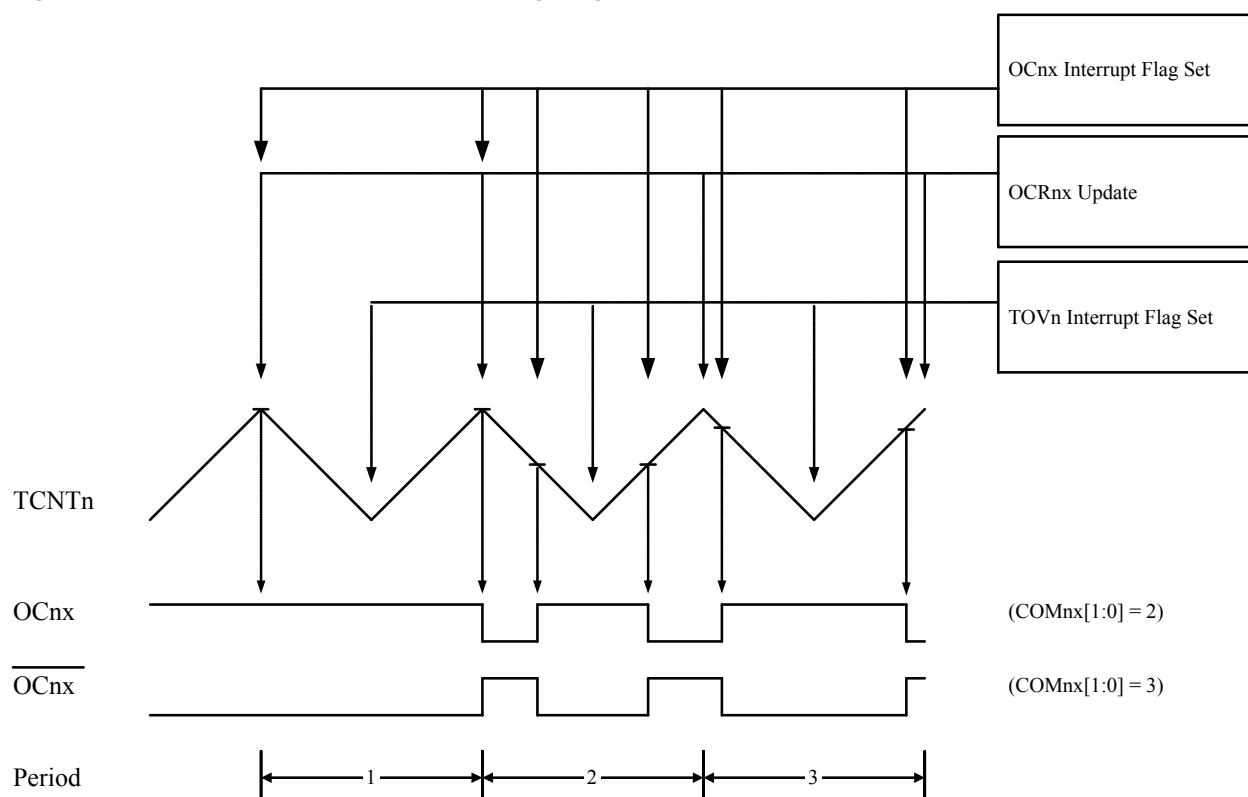 OCnx Interrupt Flag Set
OCRnx Update
TOVn Interrupt Flag Set
TCNTn
OCnx
(COMnx[1:0] = 2)
OCnx
(COMnx[1:0] = 3)
Period
1
2
3